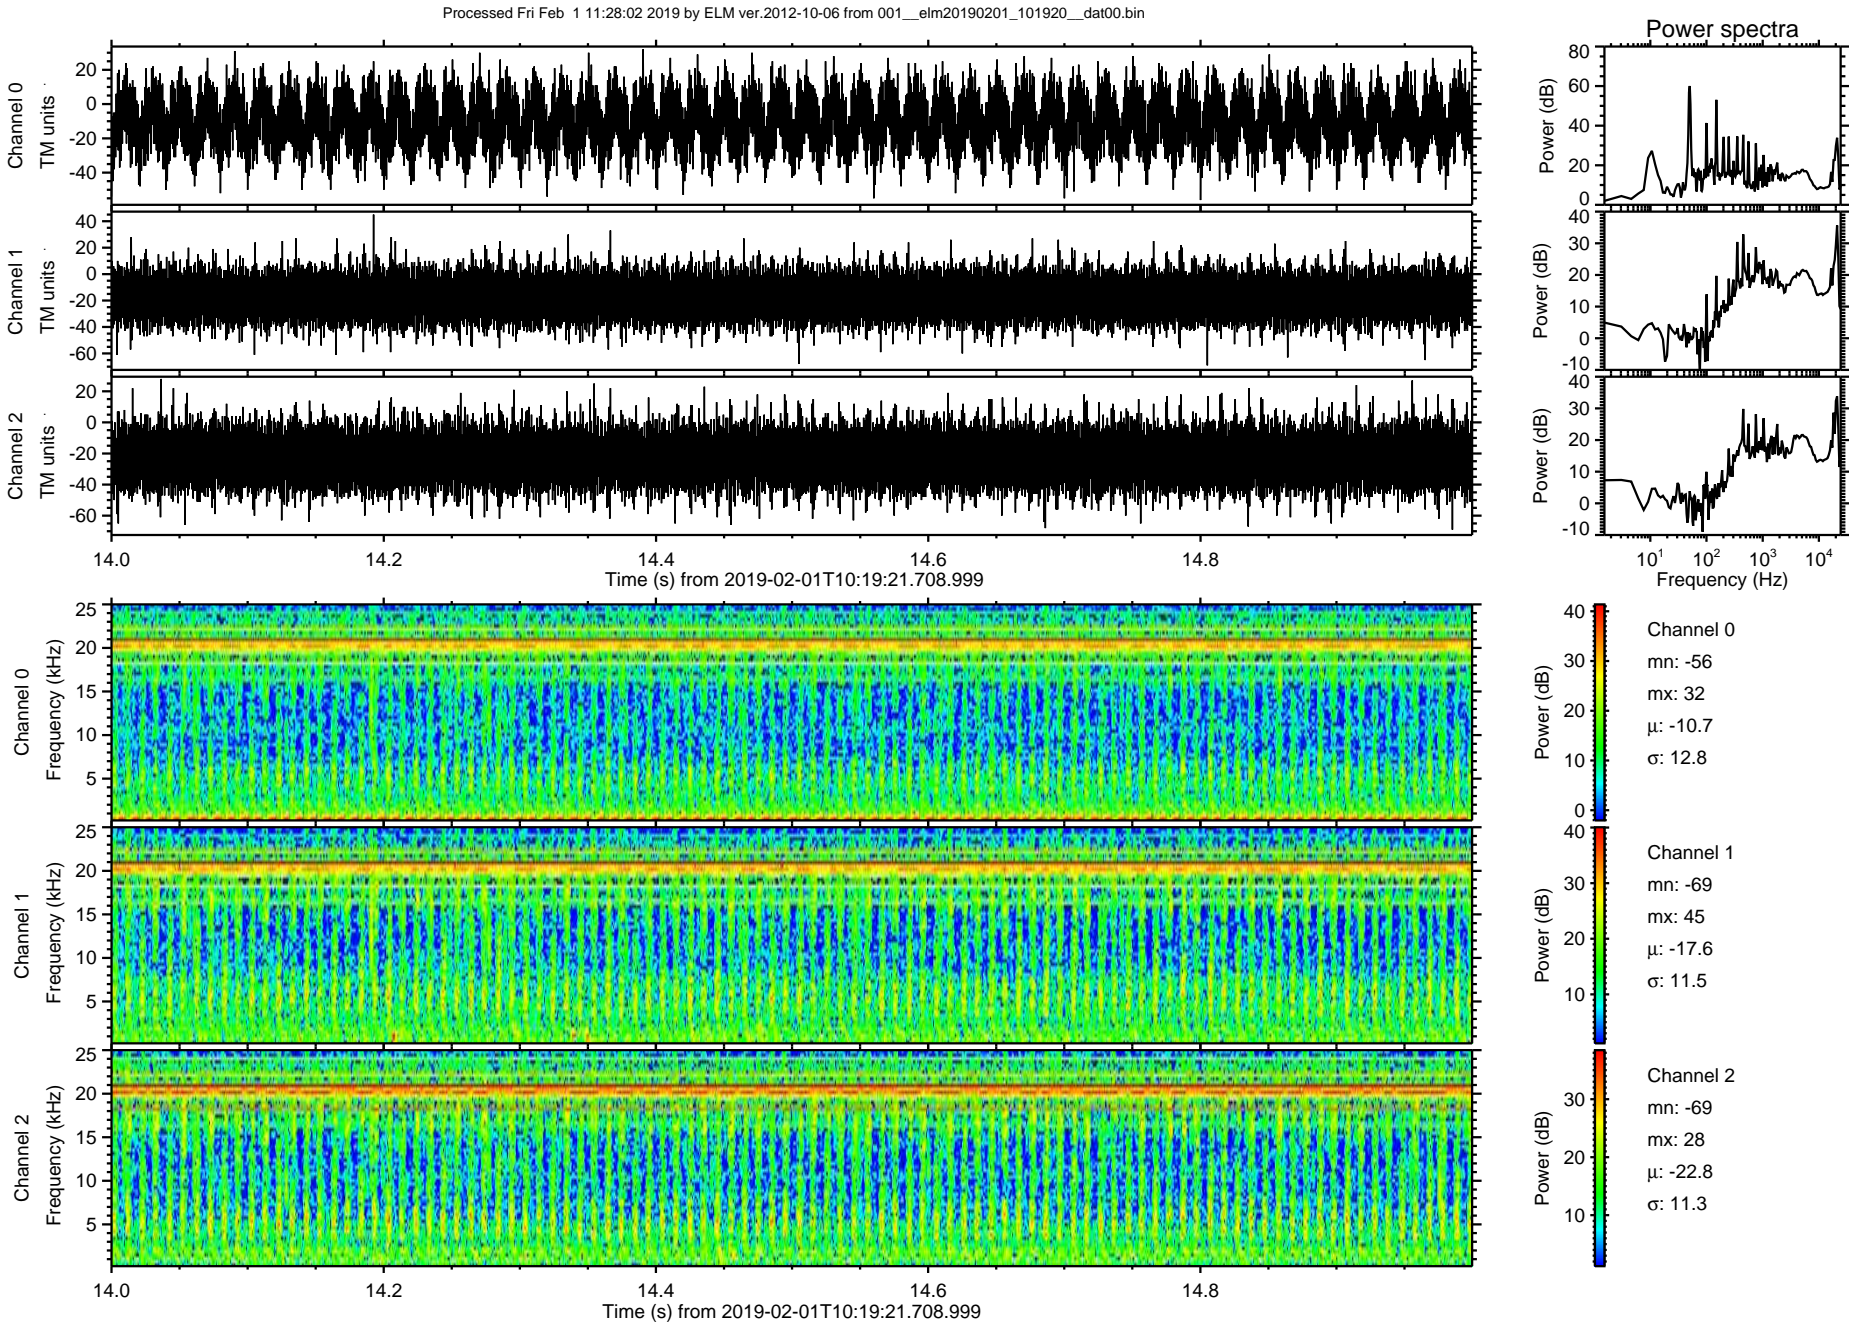 Processed Fri Feb  1 11:28:02 2019 by ELM ver.2012-10-06 from 001__elm20190201_101920__dat00.bin
Power spectra
Channel 0
TM units
20
0
-20
-40
Power (dB)
80
60
40
20
0
Channel 1
TM units
40
20
0
-20
-40
-60
Power (dB)
40
30
20
10
0
-10
Channel 2
TM units
20
0
-20
-40
-60
Power (dB)
40
30
20
10
0
-10
14.0 14.2 14.4 14.6 14.8
Time (s) from 2019-02-01T10:19:21.708.999
10^1 10^2 10^3 10^4
Frequency (Hz)
Channel 0
Frequency (kHz)
25
20
15
10
5
Power (dB)
40
30
20
10
0
Channel 0
mn: -56
mx: 32
μ: -10.7
σ: 12.8
Channel 1
Frequency (kHz)
25
20
15
10
5
Power (dB)
40
30
20
10
Channel 1
mn: -69
mx: 45
μ: -17.6
σ: 11.5
Channel 2
Frequency (kHz)
25
20
15
10
5
Power (dB)
30
20
10
Channel 2
mn: -69
mx: 28
μ: -22.8
σ: 11.3
14.0 14.2 14.4 14.6 14.8
Time (s) from 2019-02-01T10:19:21.708.999